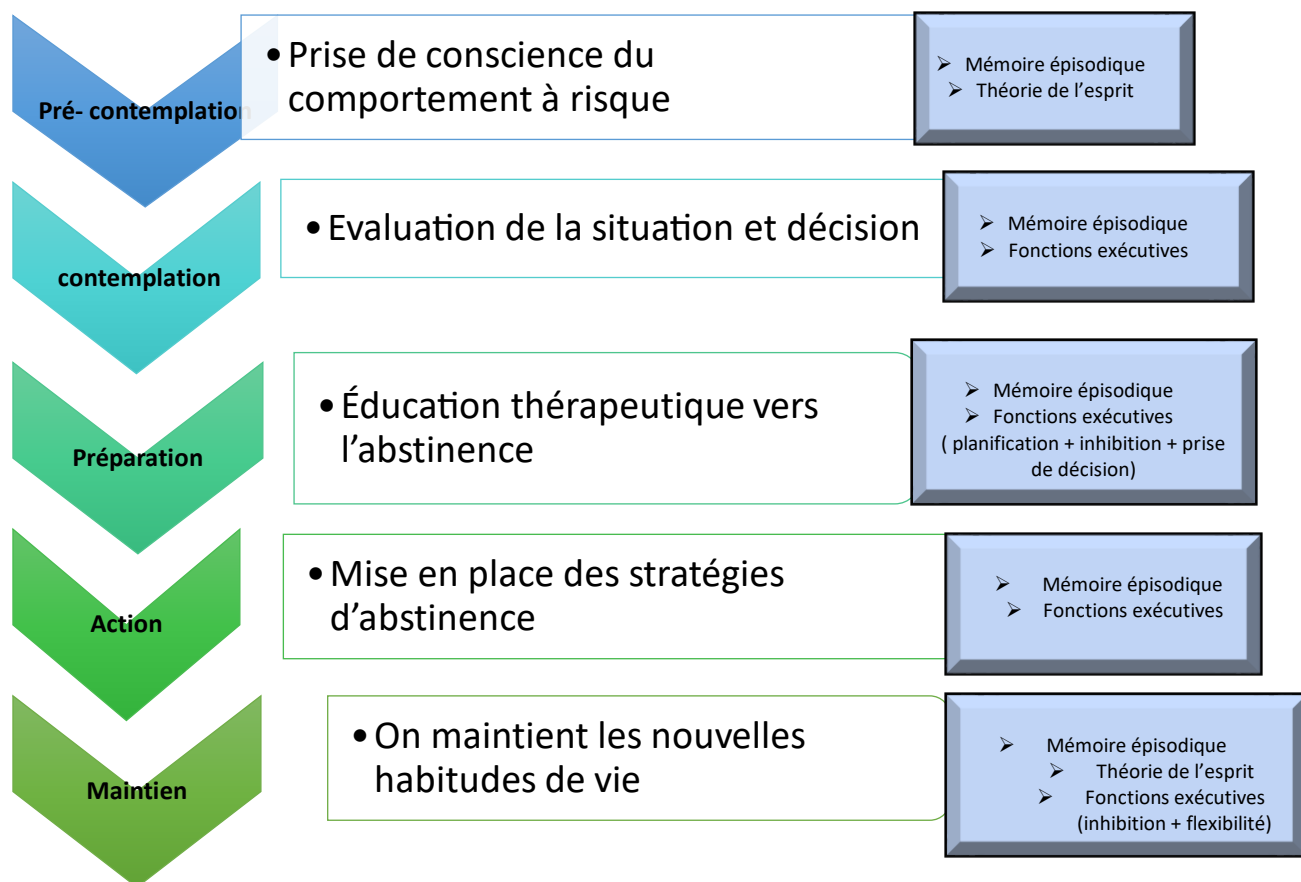 Pré- contemplation
• Prise de conscience du
comportement à risque
➢ Mémoire épisodique
➢ Théorie de l'esprit
contemplation
• Evaluation de la situation et décision
➢ Mémoire épisodique
➢ Fonctions exécutives
Préparation
• Éducation thérapeutique vers
l'abstinence
➢ Mémoire épisodique
➢ Fonctions exécutives
( planification + inhibition + prise
de décision)
Action
• Mise en place des stratégies
d'abstinence
➢ Mémoire épisodique
➢ Fonctions exécutives
Maintien
• On maintient les nouvelles
habitudes de vie
➢ Mémoire épisodique
➢ Théorie de l'esprit
➢ Fonctions exécutives
(inhibition + flexibilité)